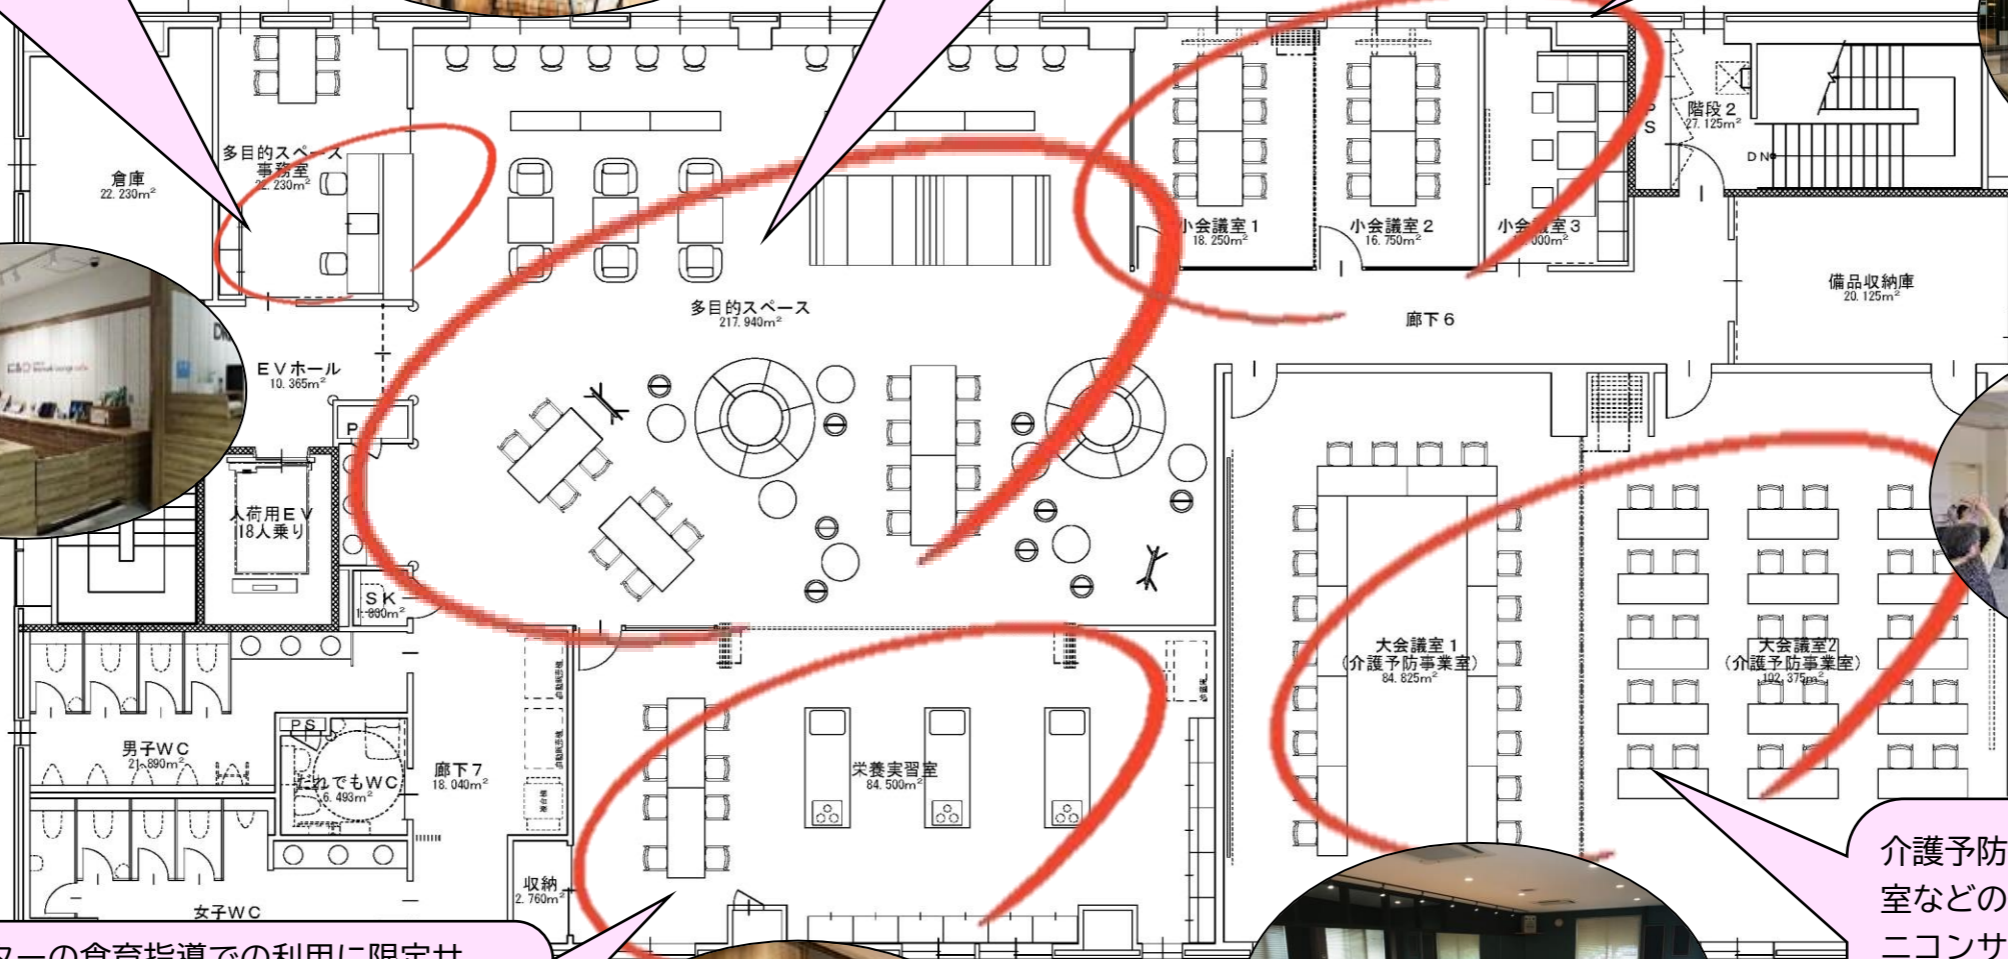 倉庫
22.230m²
多目的スペース
事務室
22.230m²
EVホール
10.365m²
P
人荷用EV
18人乗り
SK
男子WC
21.890m²
PS
だれでもWC
6.493m²
女子WC
廊下7
18.040m²
収納
2.760m²
多目的スペース
217.940m²
栄養実習室
84.500m²
小会議室1
18.250m²
小会議室2
16.750m²
小会議室3
PS
階段2
27.125m²
DN
廊下6
備品収納庫
20.125m²
大会議室1
(介護予防事業室)
84.825m²
大会議室2
(介護予防事業室)
102.375m²
ターの食育指導での利用に限定せ
介護予防
室などの
ニコンサ